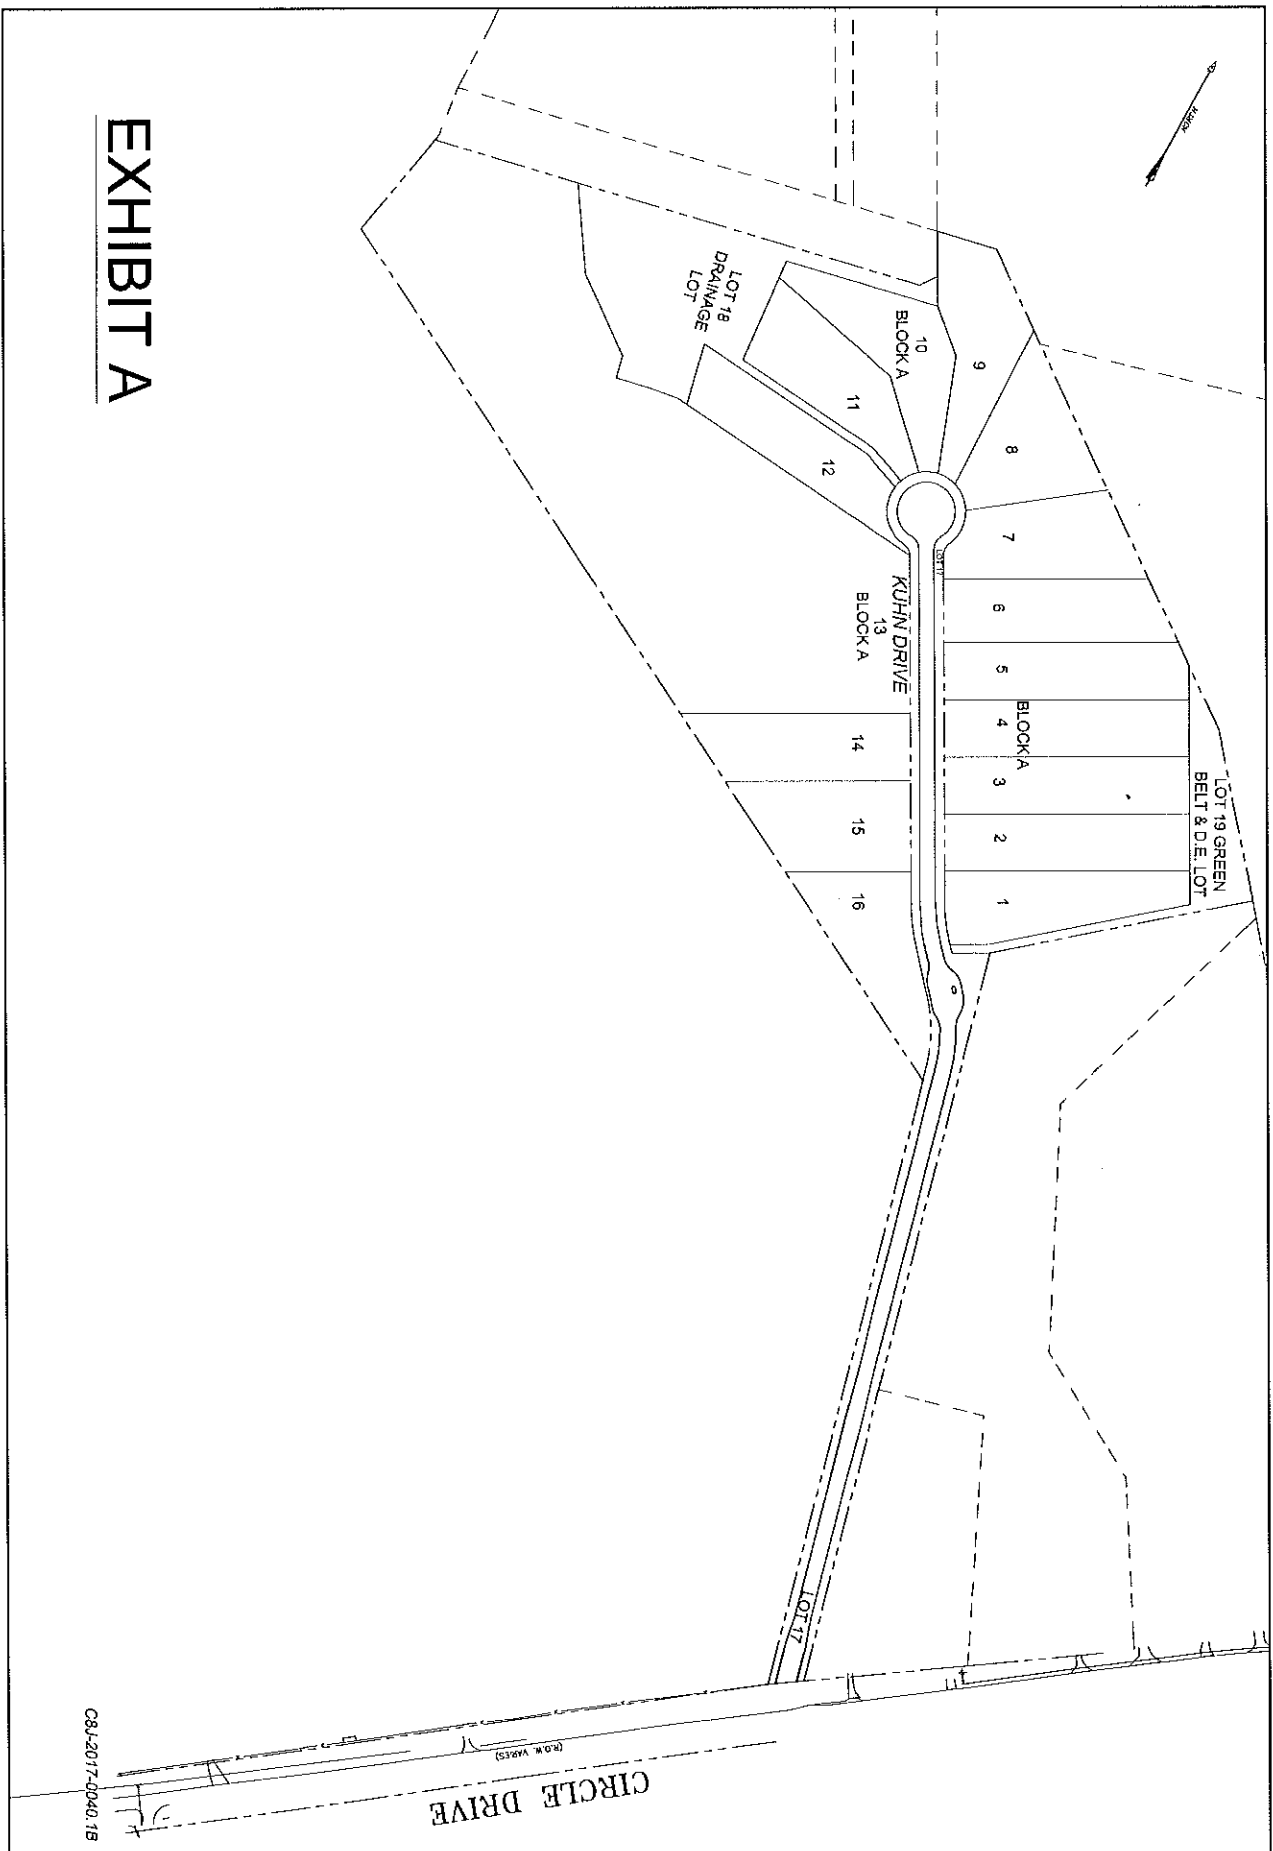 EXHIBIT A
NORTH
LOT 18
DRAINAGE
LOT
10
BLOCK A
9
8
11
12
7
LOT 17
KUHN DRIVE
13
BLOCK A
6
5
BLOCK A
4
3
2
1
14
15
16
LOT 19 GREEN
BELT & D.E. LOT
LOT 17
(R.O.W. VARIES)
CIRCLE DRIVE
C8J-2017-0040.1B